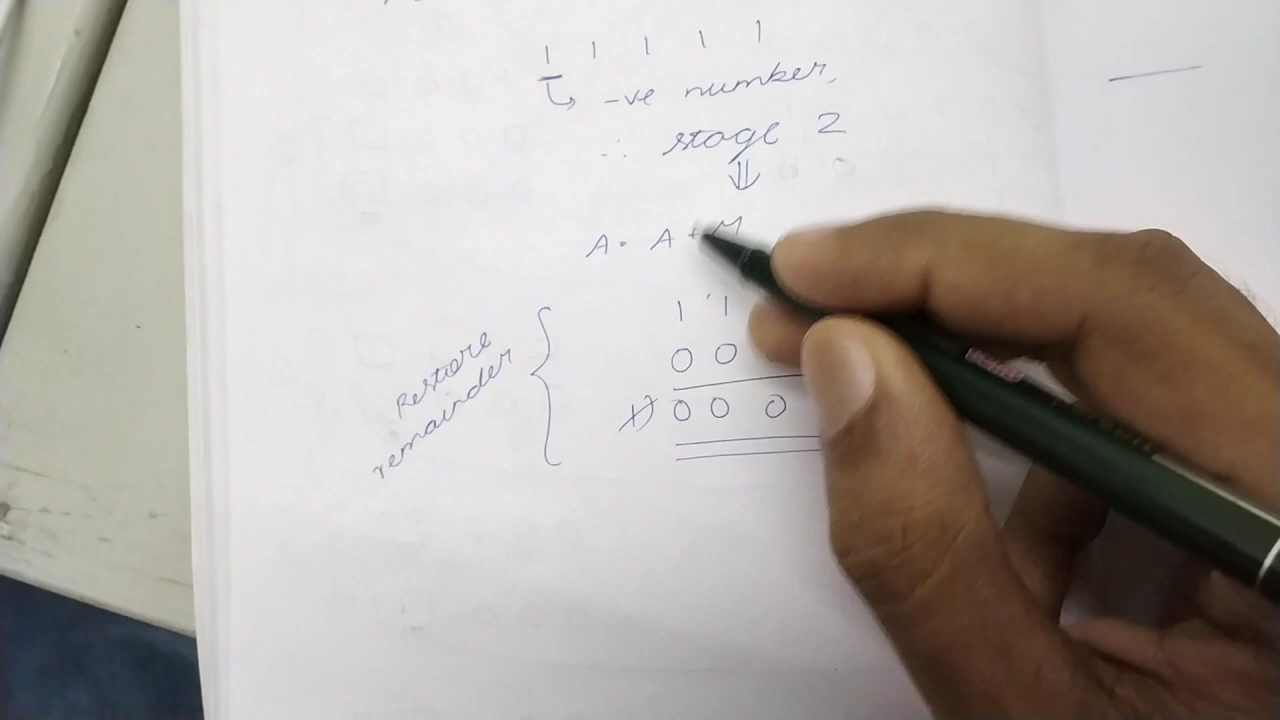 1 1 1 1 1
↳ -ve number,
∴ stage 2
⇓
A = A + M
1 1
0 0
1) 0 0 0
Restore
remainder